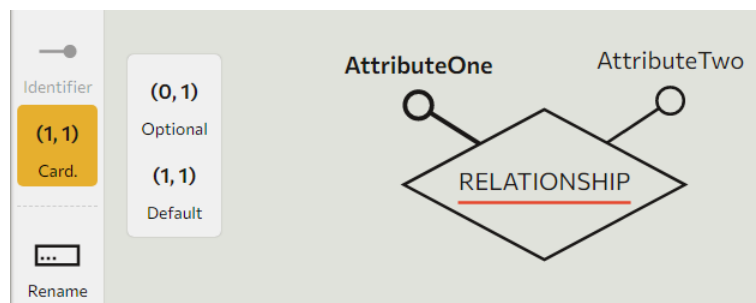 Identifier
(1, 1)
Card.
...
Rename
(0, 1)
Optional
(1, 1)
Default
AttributeOne
AttributeTwo
RELATIONSHIP